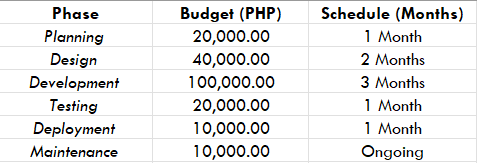 Phase Budget (PHP) Schedule (Months)
Planning 20,000.00 1 Month
Design 40,000.00 2 Months
Development 100,000.00 3 Months
Testing 20,000.00 1 Month
Deployment 10,000.00 1 Month
Maintenance 10,000.00 Ongoing